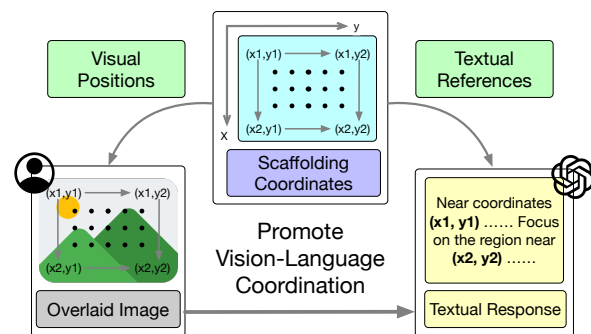 Visual
Positions
y
x
(x1,y1) (x1,y2)
(x2,y1) (x2,y2)
Scaffolding
Coordinates
Textual
References
(x1,y1) (x1,y2)
(x2,y1) (x2,y2)
Overlaid Image
Promote
Vision-Language
Coordination
Near coordinates
(x1, y1) ...... Focus
on the region near
(x2, y2) ......
Textual Response